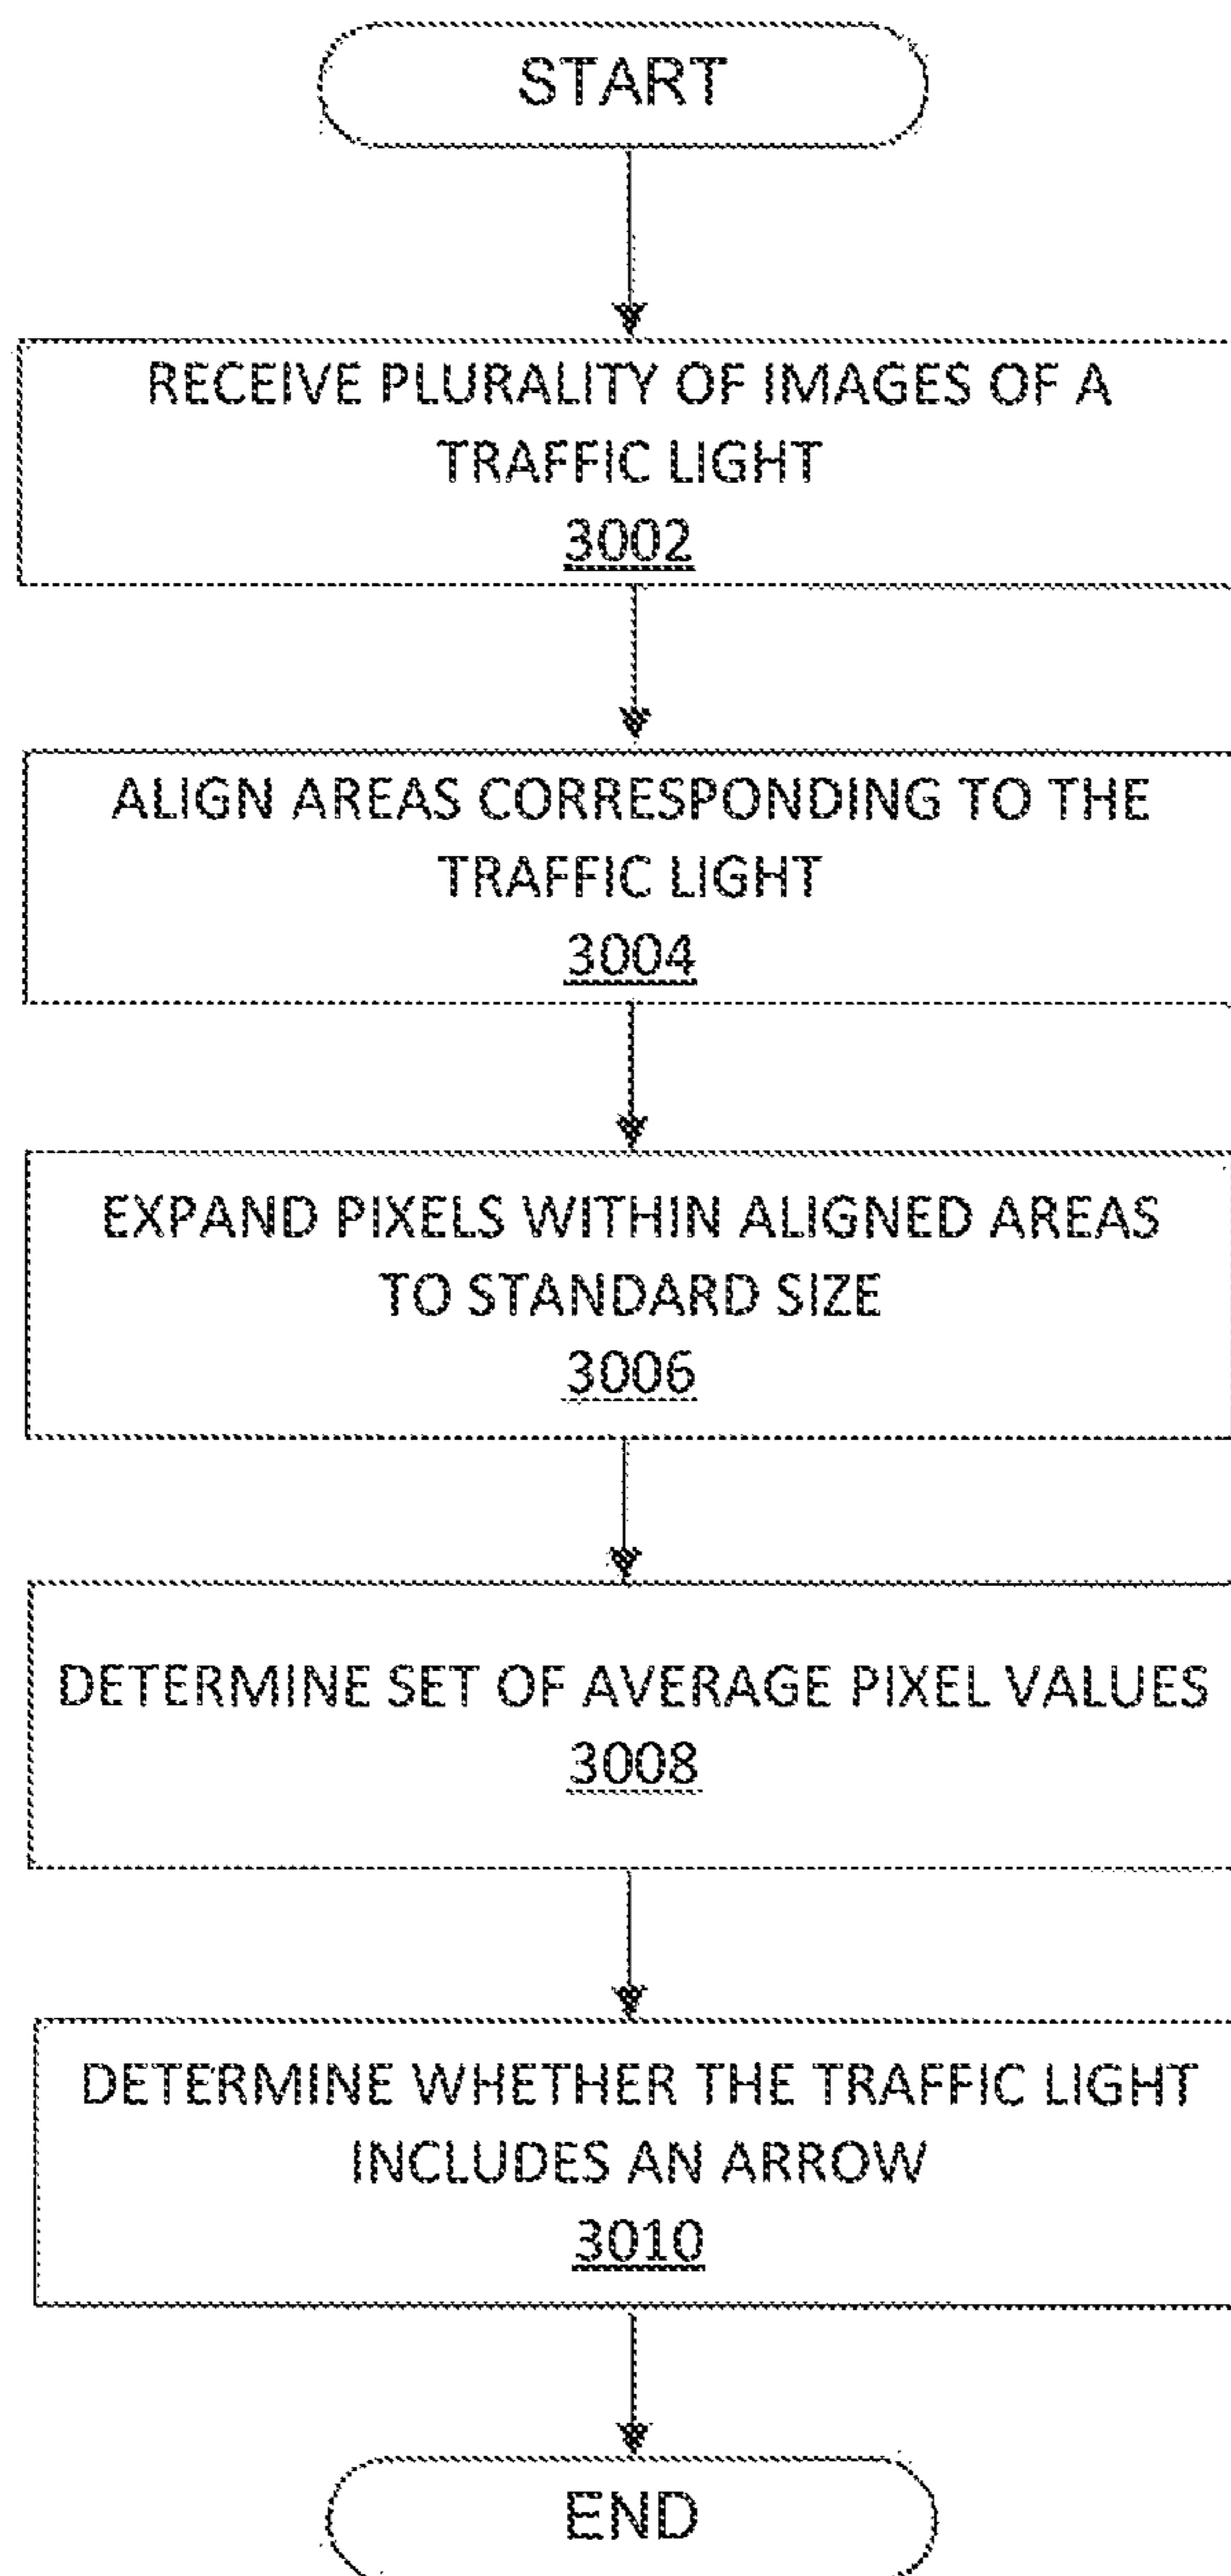 START
RECEIVE PLURALITY OF IMAGES OF A
TRAFFIC LIGHT
3002
ALIGN AREAS CORRESPONDING TO THE
TRAFFIC LIGHT
3004
EXPAND PIXELS WITHIN ALIGNED AREAS
TO STANDARD SIZE
3006
DETERMINE SET OF AVERAGE PIXEL VALUES
3008
DETERMINE WHETHER THE TRAFFIC LIGHT
INCLUDES AN ARROW
3010
END